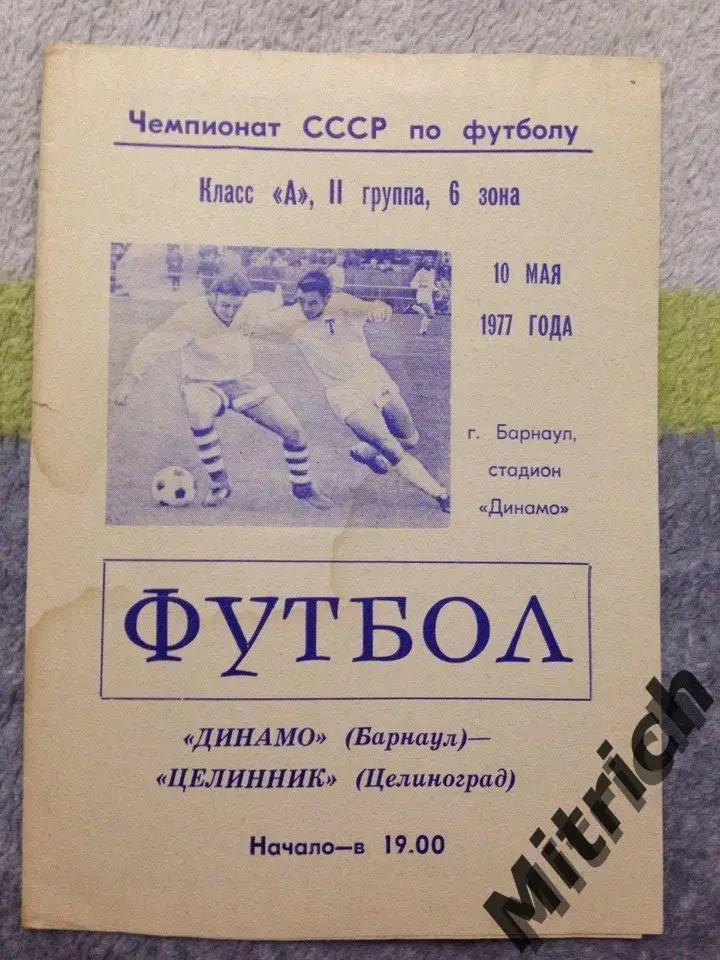 Чемпионат СССР по футболу
Класс «А», II группа, 6 зона
10 МАЯ
1977 ГОДА
г. Барнаул,
стадион
«Динамо»
ФУТБОЛ
«ДИНАМО» (Барнаул)—
«ЦЕЛИННИК» (Целиноград)
Начало—в 19.00
Mitrich